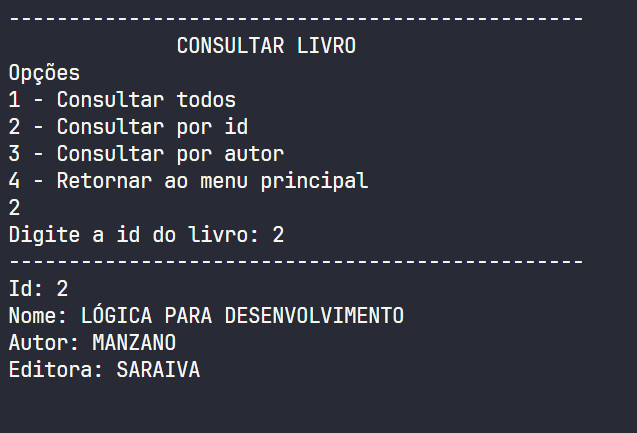 ------------------------------------------------
CONSULTAR LIVRO
Opções
1 - Consultar todos
2 - Consultar por id
3 - Consultar por autor
4 - Retornar ao menu principal
2
Digite a id do livro: 2
------------------------------------------------
Id: 2
Nome: LÓGICA PARA DESENVOLVIMENTO
Autor: MANZANO
Editora: SARAIVA